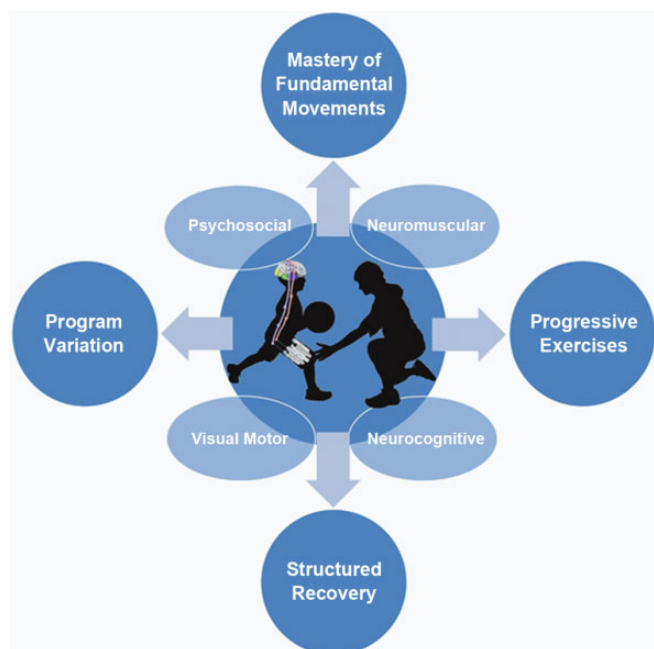 Mastery of
Fundamental
Movements
Psychosocial
Neuromuscular
Program
Variation
Progressive
Exercises
Visual Motor
Neurocognitive
Structured
Recovery